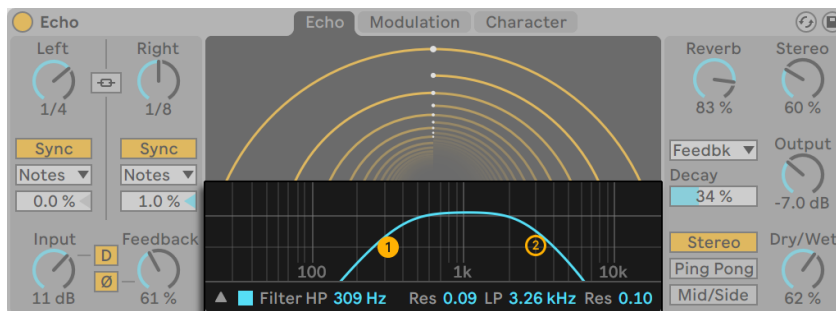 Echo
Echo Modulation Character
Left Right
1/4 1/8
Sync Sync
Notes Notes
0.0 % 1.0 %
Input Feedback
D
Ø
11 dB 61 %
1 2
100 1k 10k
Filter HP 309 Hz Res 0.09 LP 3.26 kHz Res 0.10
Reverb Stereo
83 % 60 %
Feedbk Output
Decay
34 % -7.0 dB
Stereo Dry/Wet
Ping Pong
Mid/Side 62 %